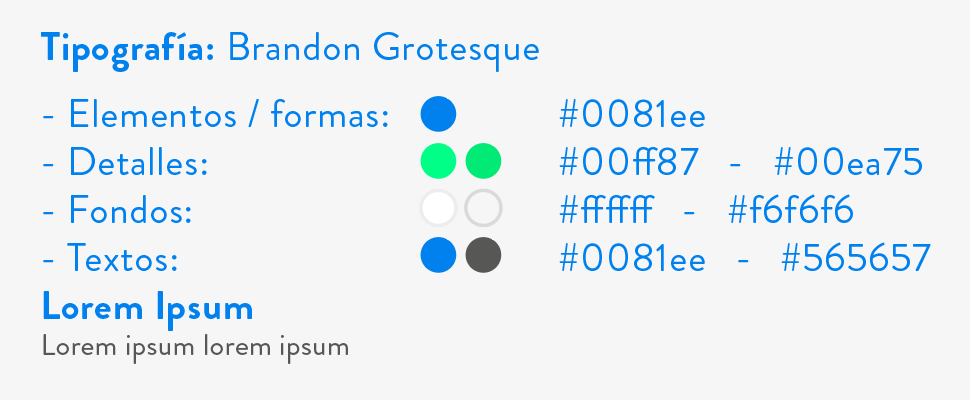 Tipografía: Brandon Grotesque
- Elementos / formas: #0081ee
- Detalles: #00ff87 - #00ea75
- Fondos: #ffffff - #f6f6f6
- Textos: #0081ee - #565657
Lorem Ipsum
Lorem ipsum lorem ipsum